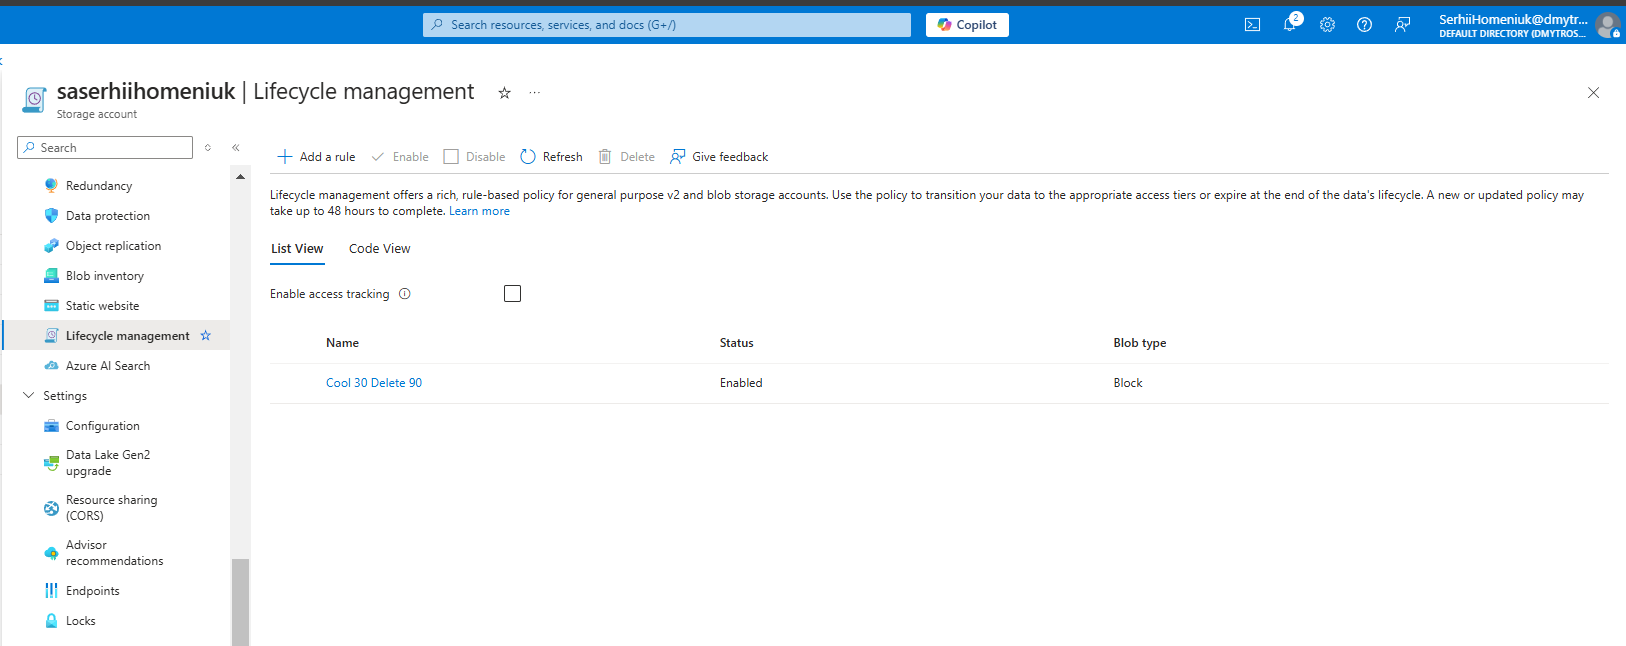 Search resources, services, and docs (G+/)
Copilot
2
SerhiiHomeniuk@dmytr...
DEFAULT DIRECTORY (DMYTROS...
saserhiihomeniuk | Lifecycle management
...
Storage account
Search
Add a rule
Enable
Disable
Refresh
Delete
Give feedback
Redundancy
Data protection
Object replication
Blob inventory
Static website
Lifecycle management
Azure AI Search
Settings
Configuration
Data Lake Gen2
upgrade
Resource sharing
(CORS)
Advisor
recommendations
Endpoints
Locks
Lifecycle management offers a rich, rule-based policy for general purpose v2 and blob storage accounts. Use the policy to transition your data to the appropriate access tiers or expire at the end of the data's lifecycle. A new or updated policy may
take up to 48 hours to complete. Learn more
List View
Code View
Enable access tracking
Name
Status
Blob type
Cool 30 Delete 90
Enabled
Block